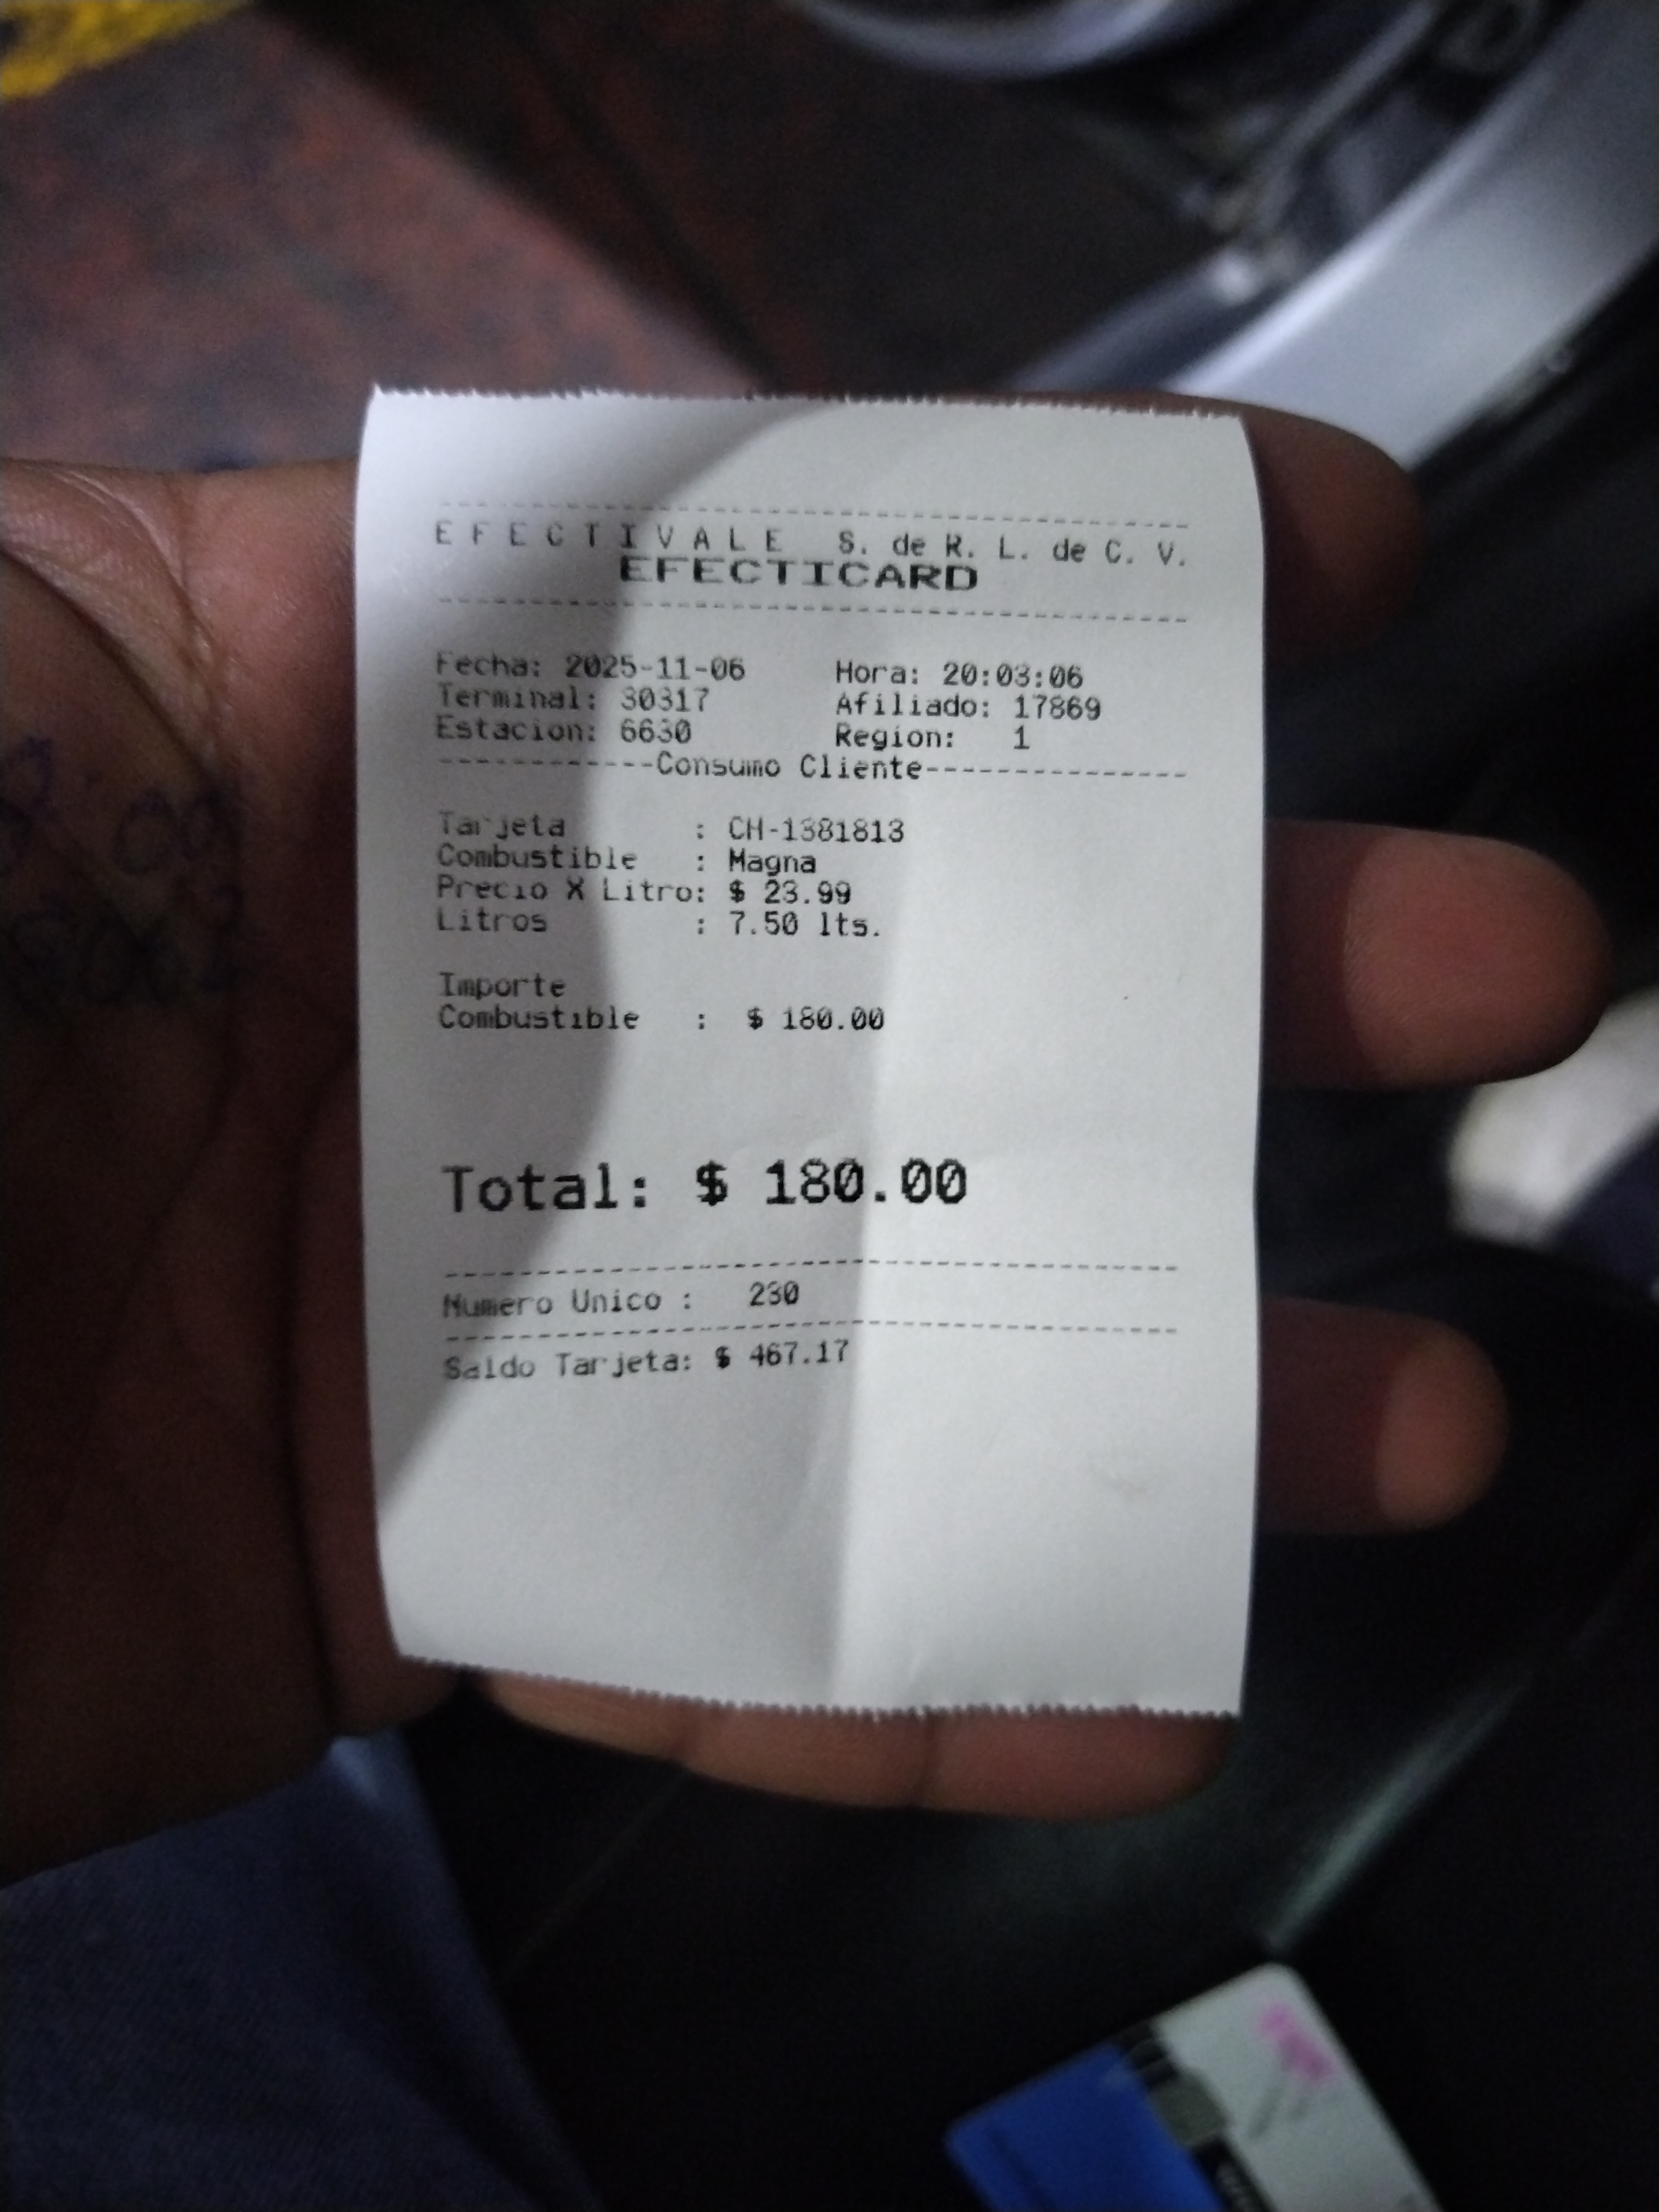 EFECTIVALE S. de R. L. de C. V.
EFECTICARD
Fecha: 2025-11-06 Hora: 20:03:06
Terminal: 30317 Afiliado: 17869
Estacion: 6630 Region: 1
------------Consumo Cliente---------------
Tarjeta : CH-1381813
Combustible : Magna
Precio X Litro: $ 23.99
Litros : 7.50 lts.
Importe
Combustible : $ 180.00
Total: $ 180.00
Numero Unico : 230
Saldo Tarjeta: $ 467.17